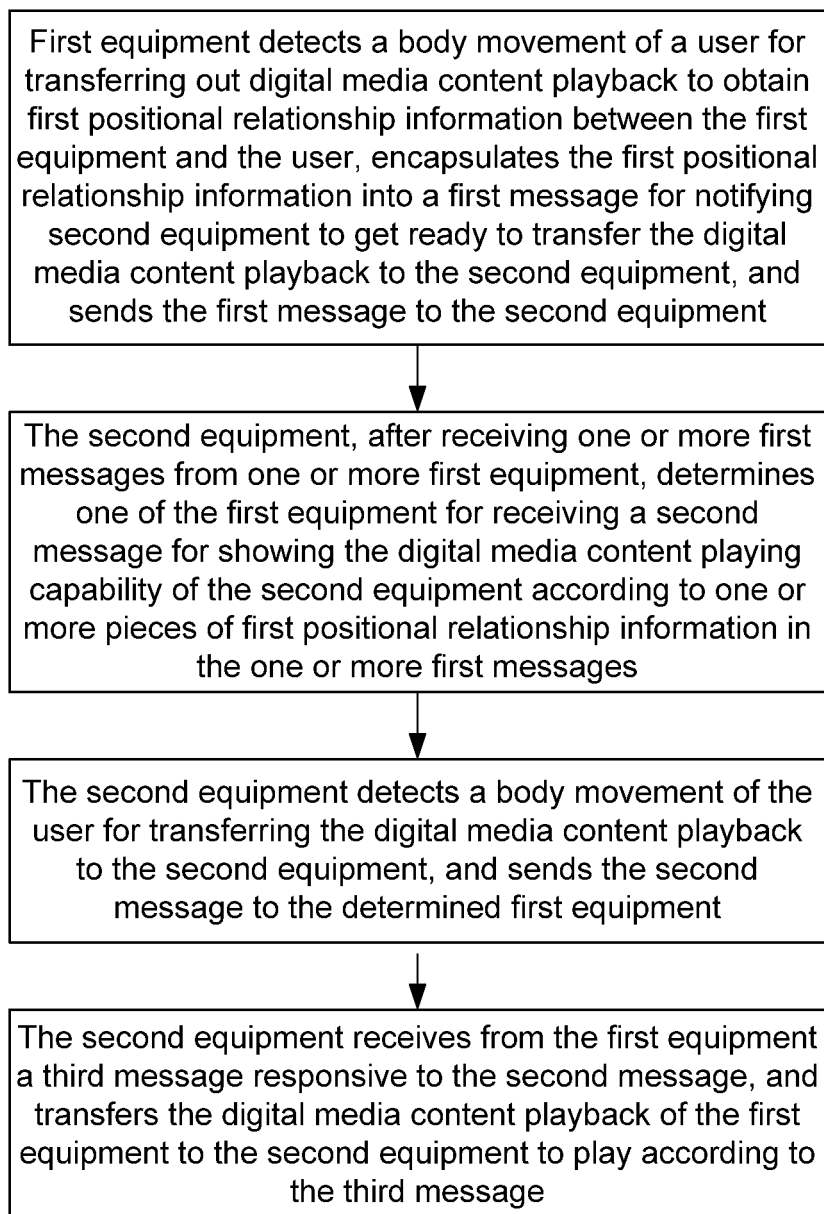 First equipment detects a body movement of a user for
transferring out digital media content playback to obtain
first positional relationship information between the first
equipment and the user, encapsulates the first positional
relationship information into a first message for notifying
second equipment to get ready to transfer the digital
media content playback to the second equipment, and
sends the first message to the second equipment
The second equipment, after receiving one or more first
messages from one or more first equipment, determines
one of the first equipment for receiving a second
message for showing the digital media content playing
capability of the second equipment according to one or
more pieces of first positional relationship information in
the one or more first messages
The second equipment detects a body movement of the
user for transferring the digital media content playback
to the second equipment, and sends the second
message to the determined first equipment
The second equipment receives from the first equipment
a third message responsive to the second message, and
transfers the digital media content playback of the first
equipment to the second equipment to play according to
the third message